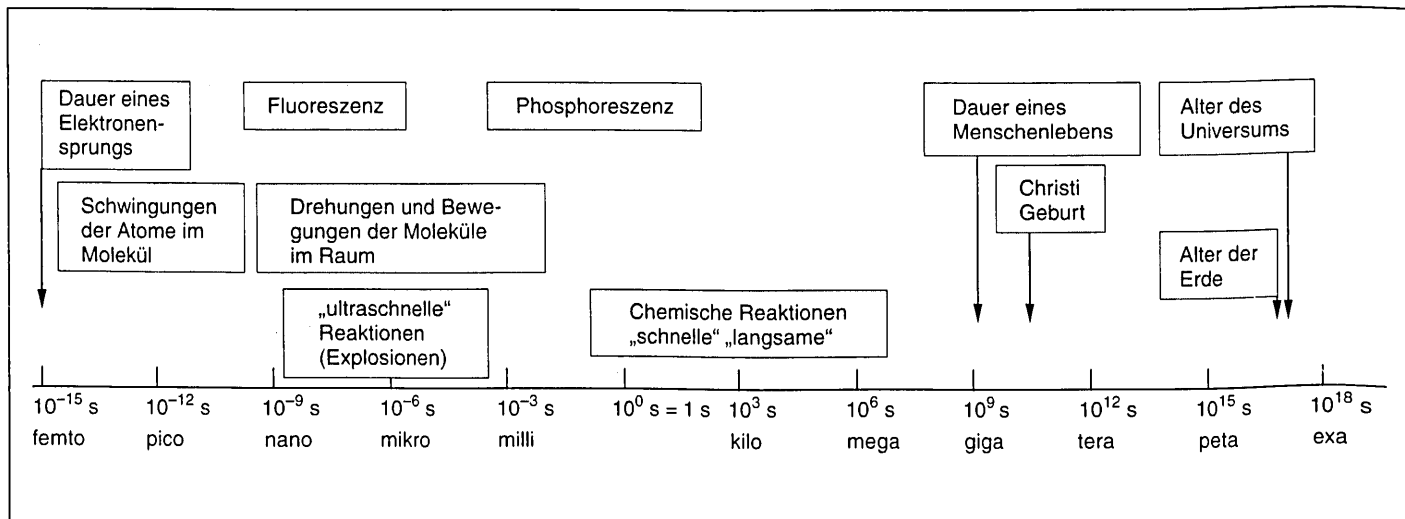 Dauer eines
Elektronen-
sprungs
Fluoreszenz
Phosphoreszenz
Dauer eines
Menschenlebens
Alter des
Universums
Schwingungen
der Atome im
Molekül
Drehungen und Bewe-
gungen der Moleküle
im Raum
Christi
Geburt
Alter der
Erde
„ultraschnelle“
Reaktionen
(Explosionen)
Chemische Reaktionen
„schnelle“ „langsame“
10⁻¹⁵ s 10⁻¹² s 10⁻⁹ s 10⁻⁶ s 10⁻³ s 10⁰ s = 1 s 10³ s 10⁶ s 10⁹ s 10¹² s 10¹⁵ s 10¹⁸ s
femto pico nano mikro milli kilo mega giga tera peta exa